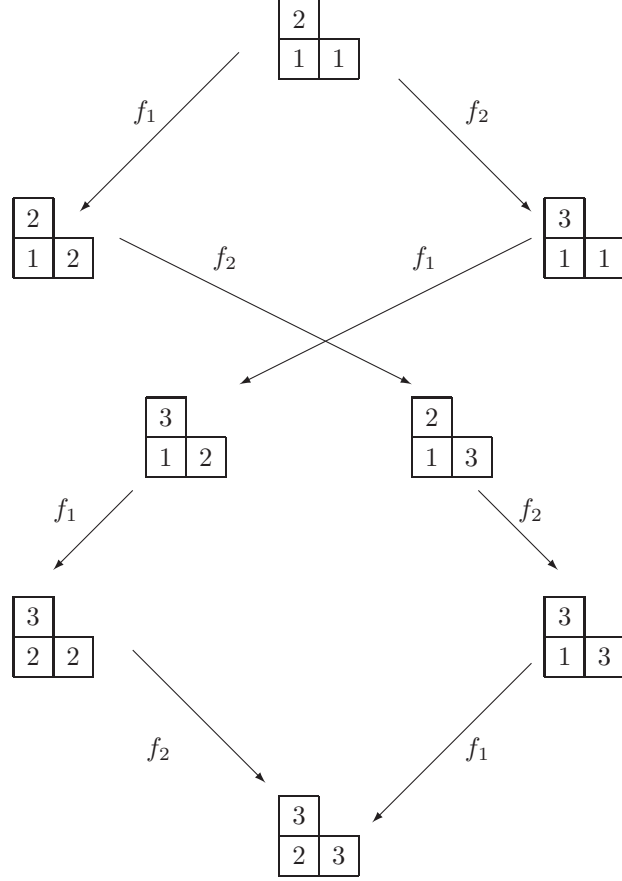 2
1 1
f₁ f₂
2 3
1 2 1 1
f₂ f₁
3 2
1 2 1 3
f₁ f₂
3 3
2 2 1 3
f₂ f₁
3
2 3